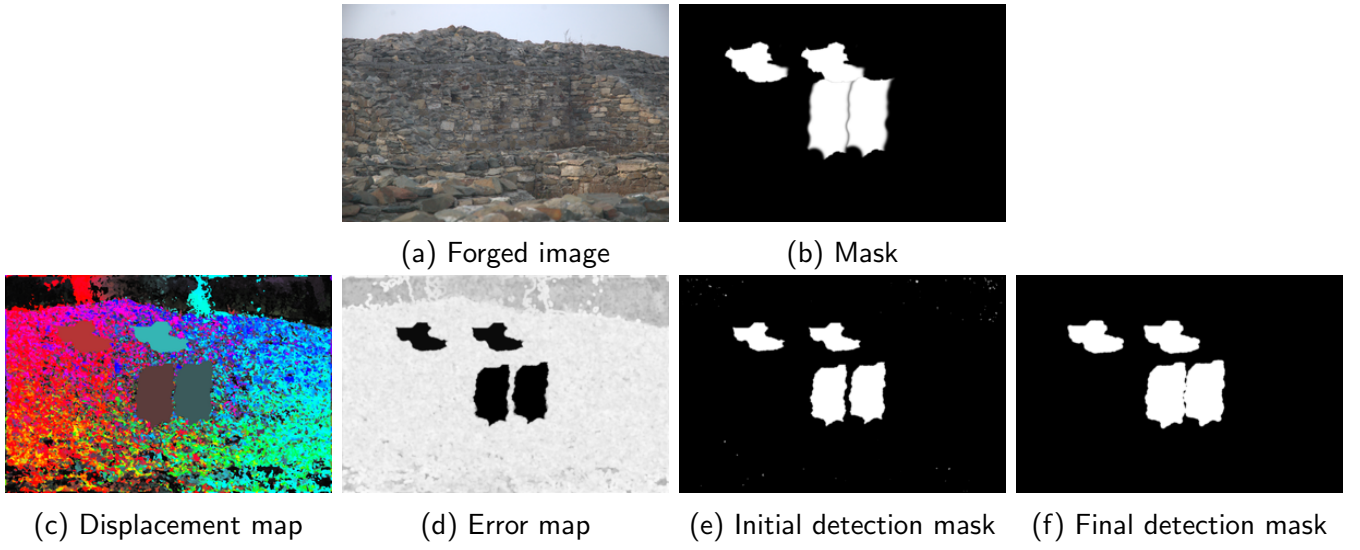 (a) Forged image
(b) Mask
(c) Displacement map
(d) Error map
(e) Initial detection mask
(f) Final detection mask